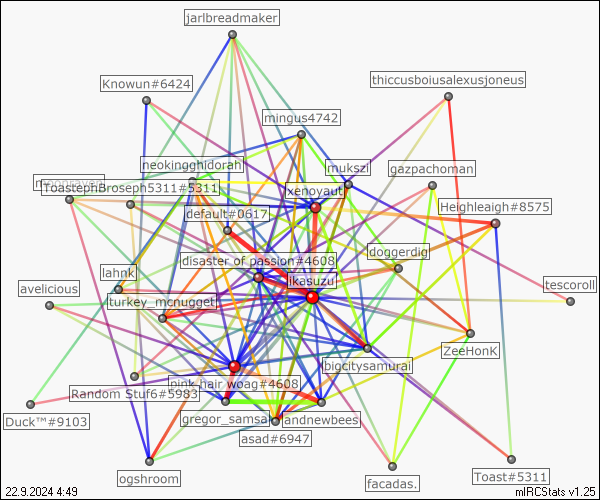 jarlbreadmaker
thiccusboiusalexusjoneus
Knowun#6424
mingus4742
neokingghidorah
mukszi
gazpachoman
ToastephBroseph5311#5311
xenoyaut
default#0617
Heighleaigh#8575
disaster of passion#4608
doggerdig
lahnk
ikasuzu
tescoroll
avelicious
turkey_mcnugget
ZeeHonK
bigcitysamurai
pink hair woag#4608
Random Stuf6#5983
Duck™#9103
gregor_samsa
andnewbees
asad#6947
ogshroom
facadas.
Toast#5311
22.9.2024 4:49
mIRCStats v1.25